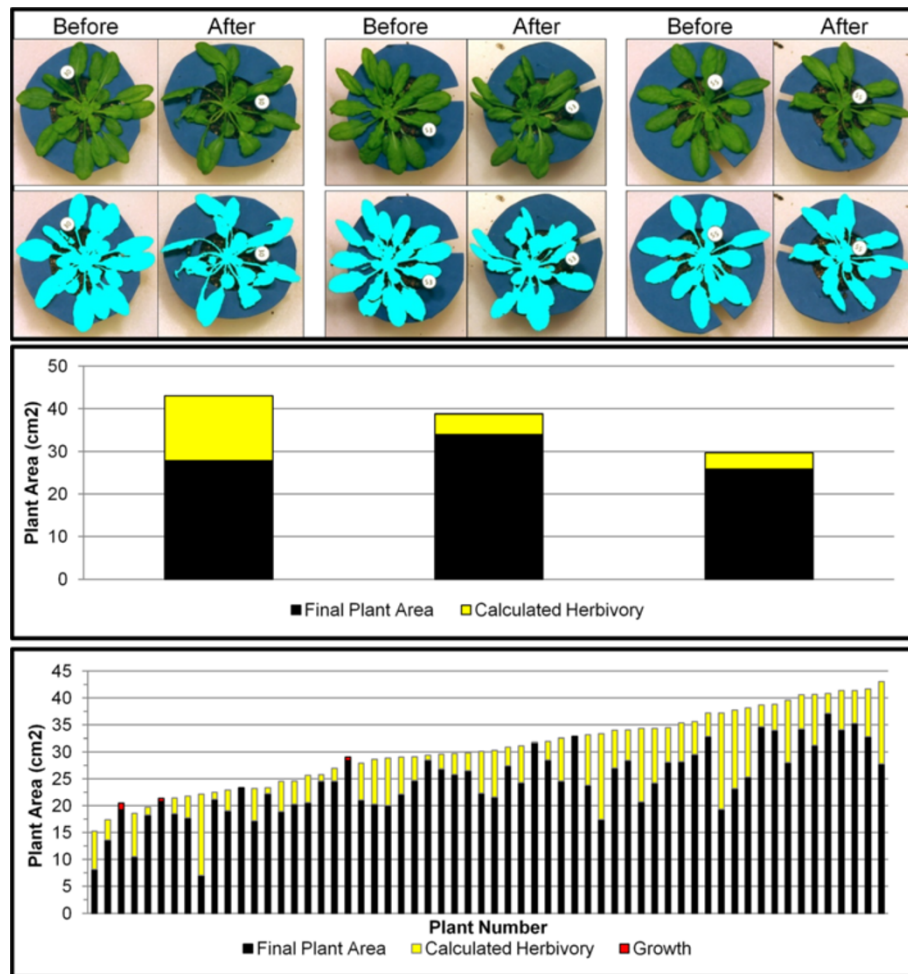 Before After Before After Before After
50
40
30
20
10
0
Plant Area (cm2)
Final Plant Area Calculated Herbivory
45
40
35
30
25
20
15
10
5
0
Plant Area (cm2)
Plant Number
Final Plant Area Calculated Herbivory Growth